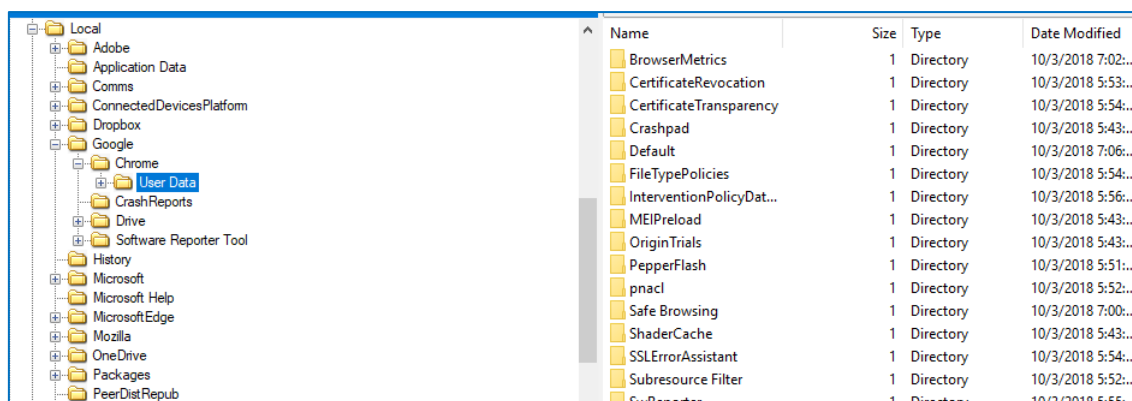 Local
Adobe
Application Data
Comms
ConnectedDevicesPlatform
Dropbox
Google
Chrome
User Data
CrashReports
Drive
Software Reporter Tool
History
Microsoft
Microsoft Help
MicrosoftEdge
Mozilla
OneDrive
Packages
PeerDistRepub
Name Size Type Date Modified
BrowserMetrics 1 Directory 10/3/2018 7:02:...
CertificateRevocation 1 Directory 10/3/2018 5:53:...
CertificateTransparency 1 Directory 10/3/2018 5:54:...
Crashpad 1 Directory 10/3/2018 5:43:...
Default 1 Directory 10/3/2018 7:06:...
FileTypePolicies 1 Directory 10/3/2018 5:54:...
InterventionPolicyDat... 1 Directory 10/3/2018 5:56:...
MEIPreload 1 Directory 10/3/2018 5:43:...
OriginTrials 1 Directory 10/3/2018 5:43:...
PepperFlash 1 Directory 10/3/2018 5:51:...
pnacl 1 Directory 10/3/2018 5:52:...
Safe Browsing 1 Directory 10/3/2018 7:00:...
ShaderCache 1 Directory 10/3/2018 5:43:...
SSLErrorAssistant 1 Directory 10/3/2018 5:54:...
Subresource Filter 1 Directory 10/3/2018 5:52:...
SwReporter 1 Directory 10/3/2018 5:55:...